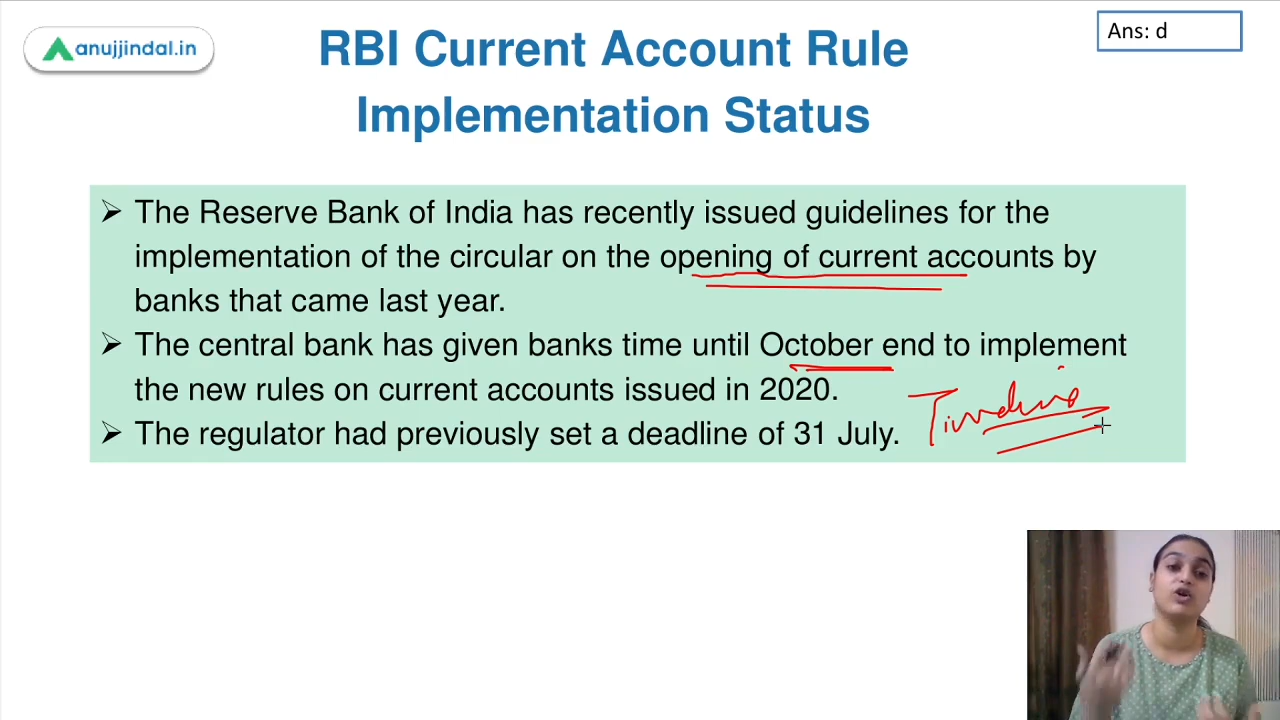 anujjindal.in
Ans: d
RBI Current Account Rule
Implementation Status
➢ The Reserve Bank of India has recently issued guidelines for the
implementation of the circular on the opening of current accounts by
banks that came last year.
➢ The central bank has given banks time until October end to implement
the new rules on current accounts issued in 2020.
➢ The regulator had previously set a deadline of 31 July.